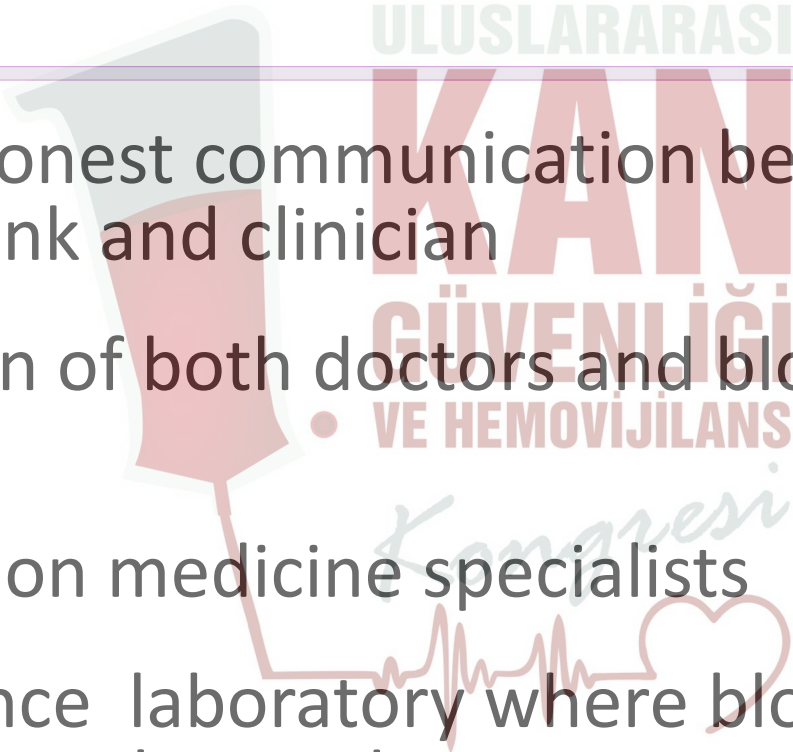 ULUSLARARASI
KAN
GÜVENLİĞİ
VE HEMOVİJİLANS
Kongresi
onest communication be
nk and clinician
n of both doctors and blo
on medicine specialists
nce laboratory where blo